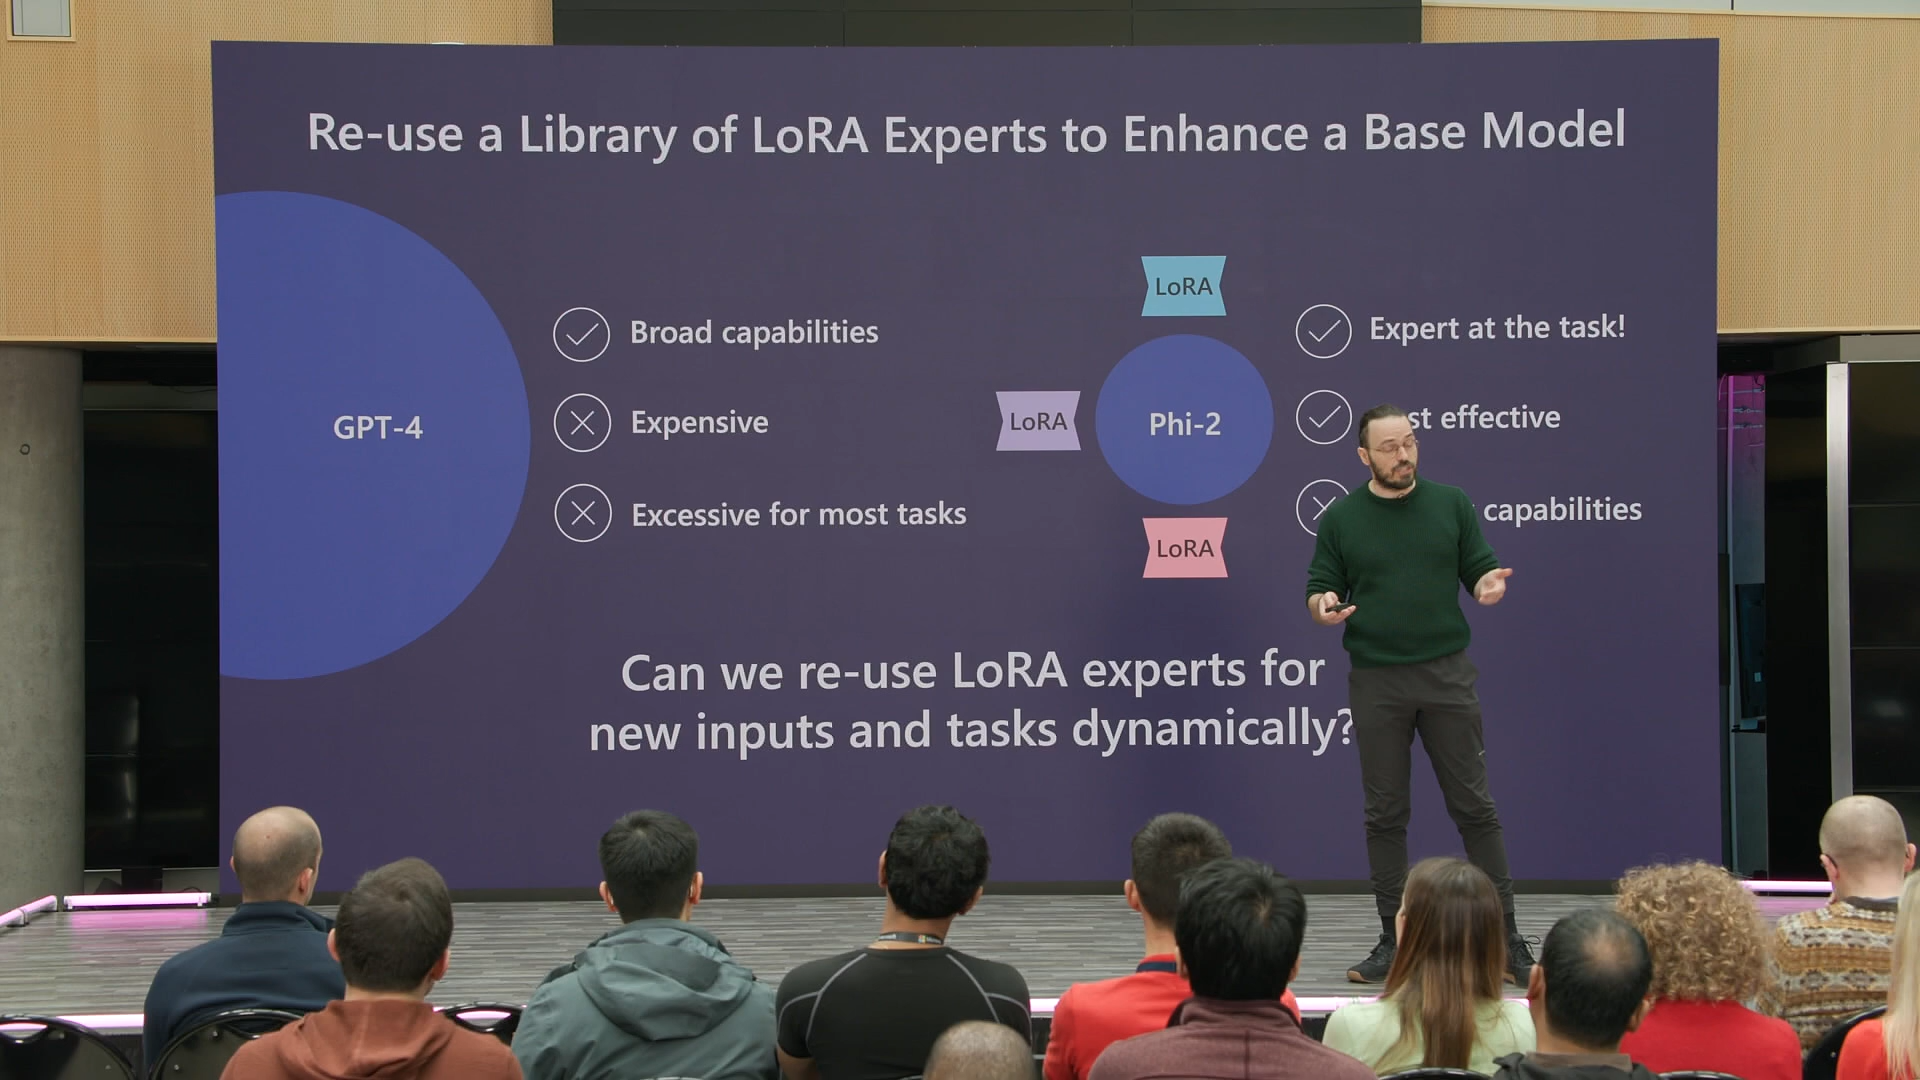 Re-use a Library of LoRA Experts to Enhance a Base Model
GPT-4
Broad capabilities
Expensive
Excessive for most tasks
LoRA
LoRA
Phi-2
LoRA
Expert at the task!
effective
capabilities
Can we re-use LoRA experts for
new inputs and tasks dynamically?